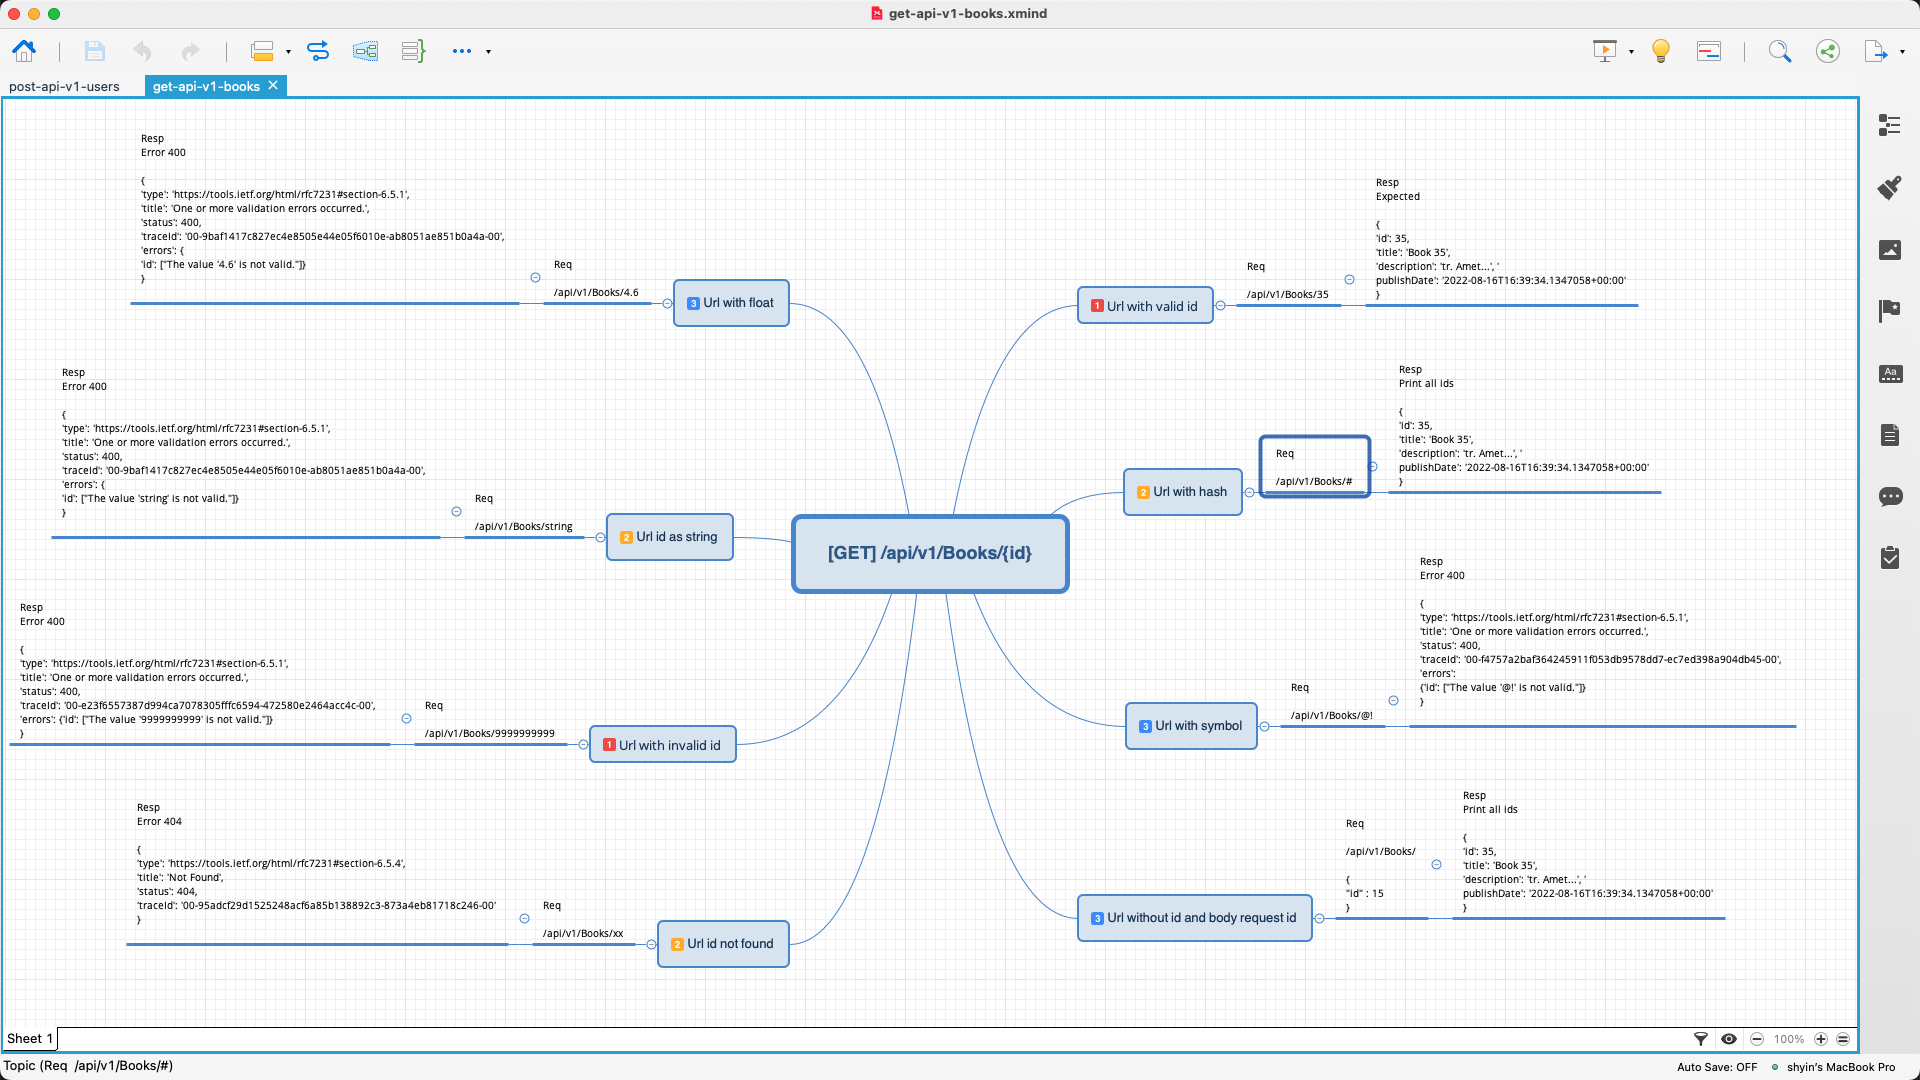 get-api-v1-books.xmind
post-api-v1-users
get-api-v1-books
Resp
Error 400
{
'type': 'https://tools.ietf.org/html/rfc7231#section-6.5.1',
'title': 'One or more validation errors occurred.',
'status': 400,
'traceId': '00-9baf1417c827ec4e8505e44e05f6010e-ab8051ae851b0a4a-00',
'errors': {
'id': ["The value '4.6' is not valid."]}
}
Req
/api/v1/Books/4.6
3 Url with float
Resp
Error 400
{
'type': 'https://tools.ietf.org/html/rfc7231#section-6.5.1',
'title': 'One or more validation errors occurred.',
'status': 400,
'traceId': '00-9baf1417c827ec4e8505e44e05f6010e-ab8051ae851b0a4a-00',
'errors': {
'id': ["The value 'string' is not valid."]}
}
Req
/api/v1/Books/string
2 Url id as string
Resp
Error 400
{
'type': 'https://tools.ietf.org/html/rfc7231#section-6.5.1',
'title': 'One or more validation errors occurred.',
'status': 400,
'traceId': '00-e23f6557387d994ca7078305fffc6594-472580e2464acc4c-00',
'errors': {'id': ["The value '9999999999' is not valid."]}
}
Req
/api/v1/Books/9999999999
1 Url with invalid id
Resp
Error 404
{
'type': 'https://tools.ietf.org/html/rfc7231#section-6.5.4',
'title': 'Not Found',
'status': 404,
'traceId': '00-95adcf29d1525248acf6a85b138892c3-873a4eb81718c246-00'
}
Req
/api/v1/Books/xx
2 Url id not found
[GET] /api/v1/Books/{id}
1 Url with valid id
Req
/api/v1/Books/35
Resp
Expected
{
'id': 35,
'title': 'Book 35',
'description': 'tr. Amet...', '
publishDate': '2022-08-16T16:39:34.1347058+00:00'
}
2 Url with hash
Req
/api/v1/Books/#
Resp
Print all ids
{
'id': 35,
'title': 'Book 35',
'description': 'tr. Amet...', '
publishDate': '2022-08-16T16:39:34.1347058+00:00'
}
3 Url with symbol
Req
/api/v1/Books/@!
Resp
Error 400
{
'type': 'https://tools.ietf.org/html/rfc7231#section-6.5.1',
'title': 'One or more validation errors occurred.',
'status': 400,
'traceId': '00-f4757a2baf364245911f053db9578dd7-ec7ed398a904db45-00',
'errors':
{'id': ["The value '@!' is not valid."]}
}
3 Url without id and body request id
Req
/api/v1/Books/
{
"id" : 15
}
Resp
Print all ids
{
'id': 35,
'title': 'Book 35',
'description': 'tr. Amet...', '
publishDate': '2022-08-16T16:39:34.1347058+00:00'
}
Aa
Sheet 1
100%
Topic (Req /api/v1/Books/#)
Auto Save: OFF
shyin's MacBook Pro